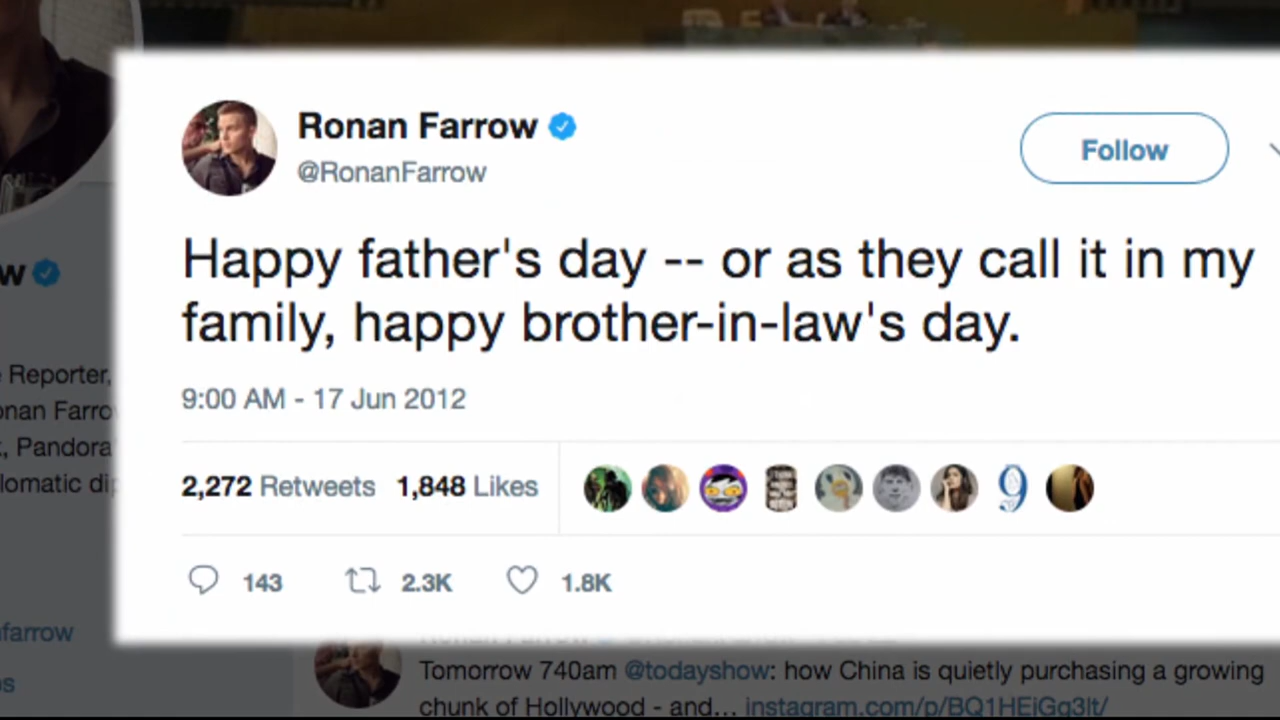 Ronan Farrow
@RonanFarrow
Follow
Happy father's day -- or as they call it in my
family, happy brother-in-law's day.
9:00 AM - 17 Jun 2012
2,272 Retweets 1,848 Likes
9
143 2.3K 1.8K
w
Reporter,
onan Farro
, Pandora'
lomatic di
farrow
s
Tomorrow 740am @todayshow: how China is quietly purchasing a growing
chunk of Hollywood - and... instagram.com/p/BQ1HEiGg3lt/